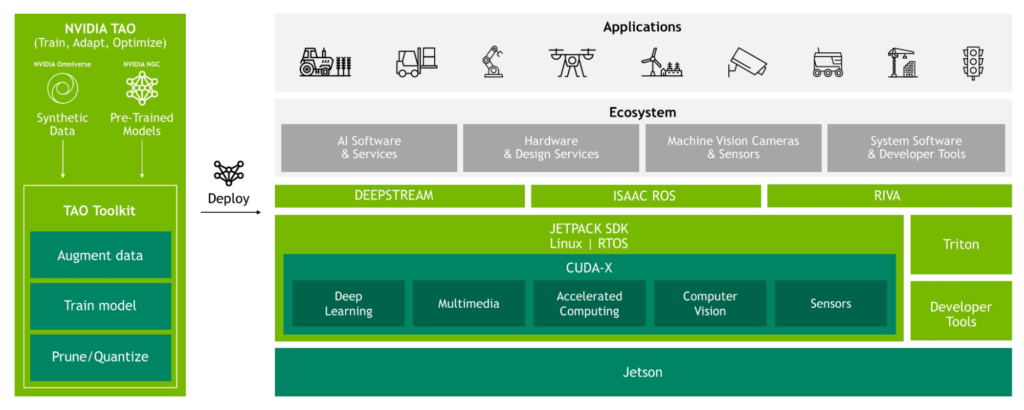 NVIDIA TAO
(Train, Adapt, Optimize)
NVIDIA Omniverse
NVIDIA NGC
Synthetic
Data
Pre-Trained
Models
TAO Toolkit
Augment data
Train model
Prune/Quantize
Deploy
Applications
Ecosystem
AI Software
& Services
Hardware
& Design Services
Machine Vision Cameras
& Sensors
System Software
& Developer Tools
DEEPSTREAM
ISAAC ROS
RIVA
JETPACK SDK
Linux | RTOS
CUDA-X
Deep
Learning
Multimedia
Accelerated
Computing
Computer
Vision
Sensors
Triton
Developer
Tools
Jetson